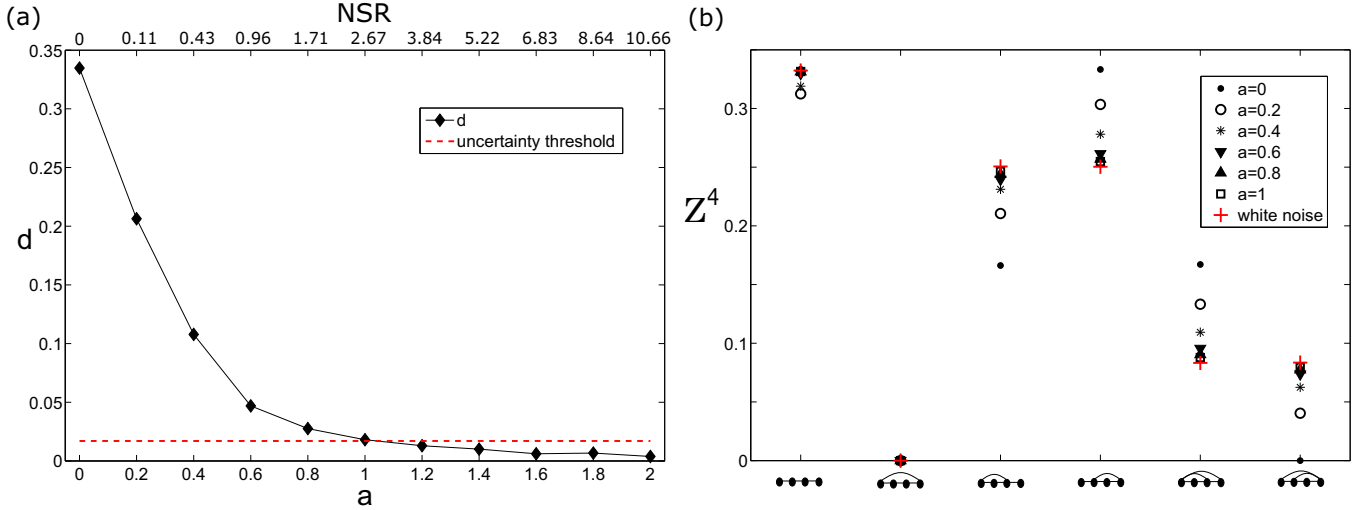 (a)
NSR
0 0.11 0.43 0.96 1.71 2.67 3.84 5.22 6.83 8.64 10.66
0.35
0.3
0.25
0.2
0.15
0.1
0.05
0
d
d
uncertainty threshold
0 0.2 0.4 0.6 0.8 1 1.2 1.4 1.6 1.8 2
a
(b)
0.3
0.2
0.1
0
Z^4
a=0
a=0.2
a=0.4
a=0.6
a=0.8
a=1
white noise